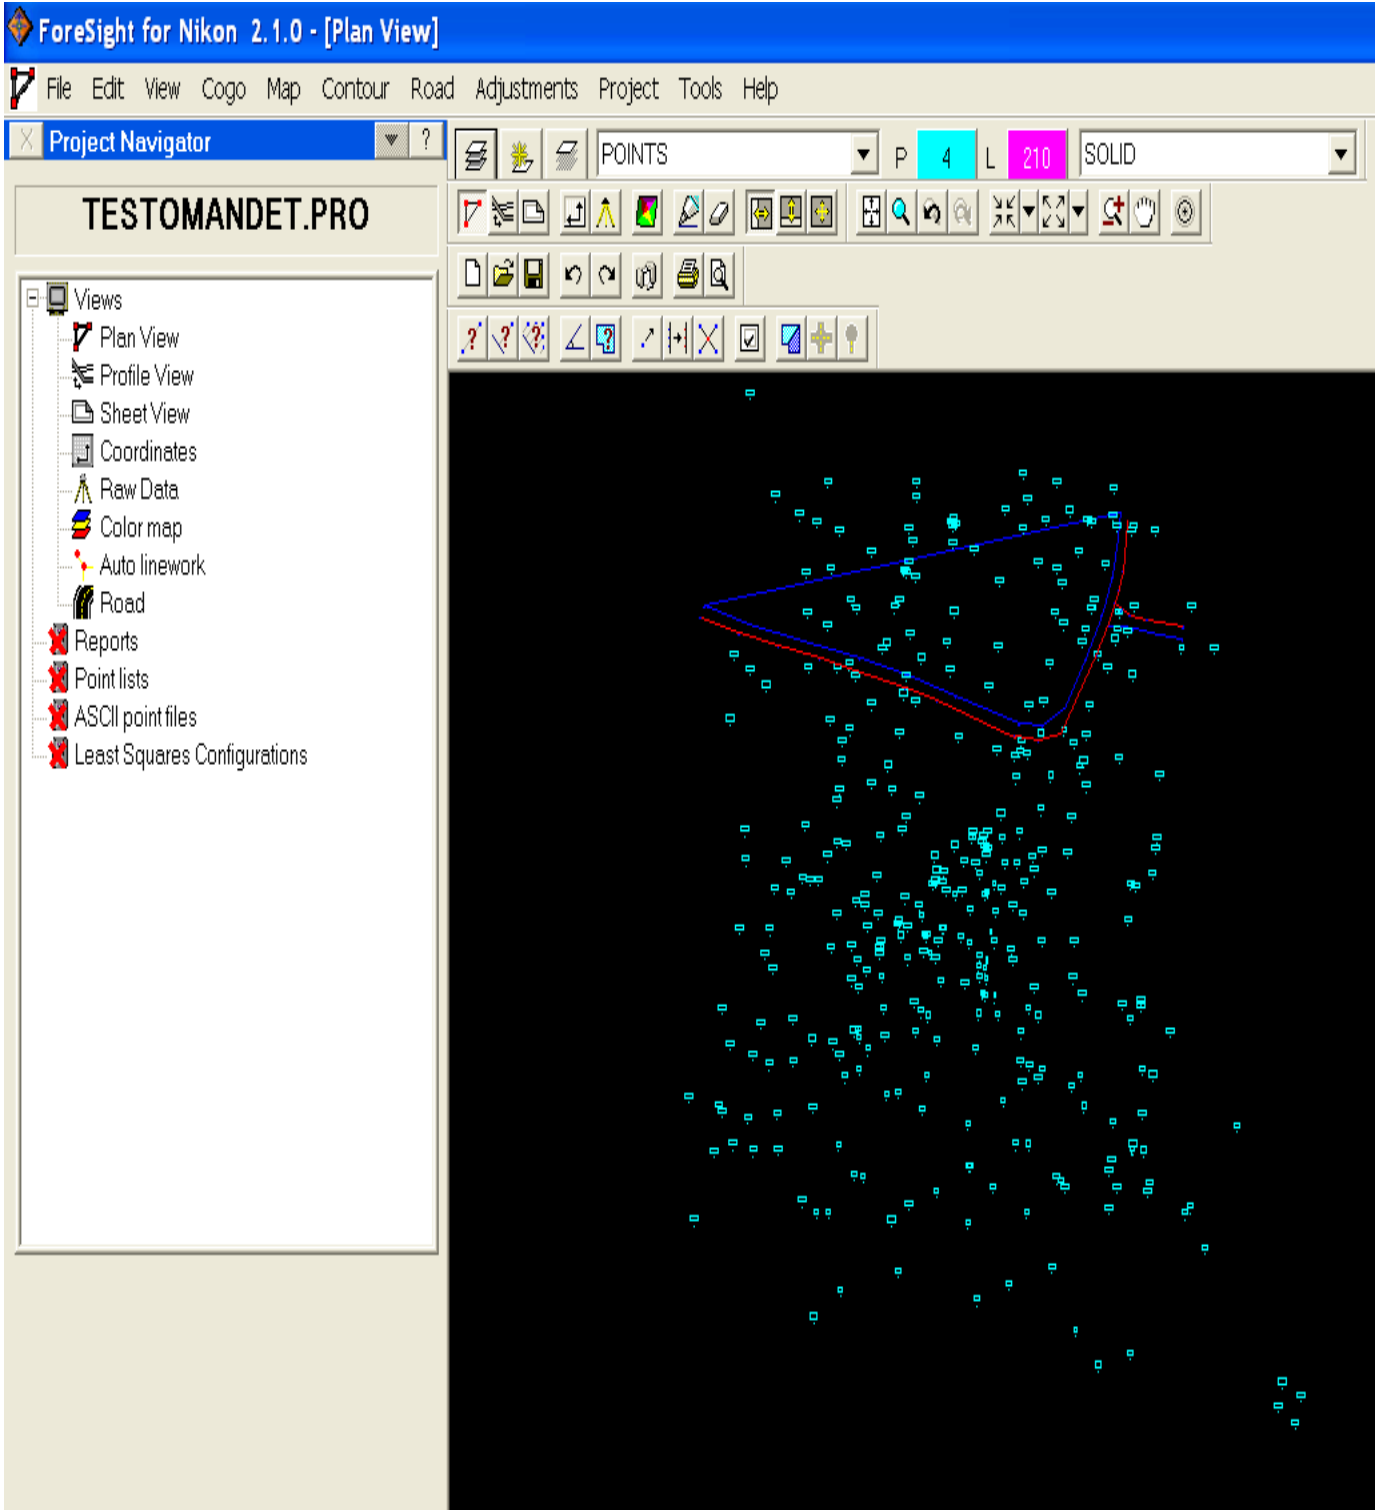 ForeSight for Nikon 2.1.0 - [Plan View]
File Edit View Cogo Map Contour Road Adjustments Project Tools Help
Project Navigator ?
POINTS P 4 L 210 SOLID
TESTOMANDET.PRO
Views
Plan View
Profile View
Sheet View
Coordinates
Raw Data
Color map
Auto linework
Road
Reports
Point lists
ASCII point files
Least Squares Configurations